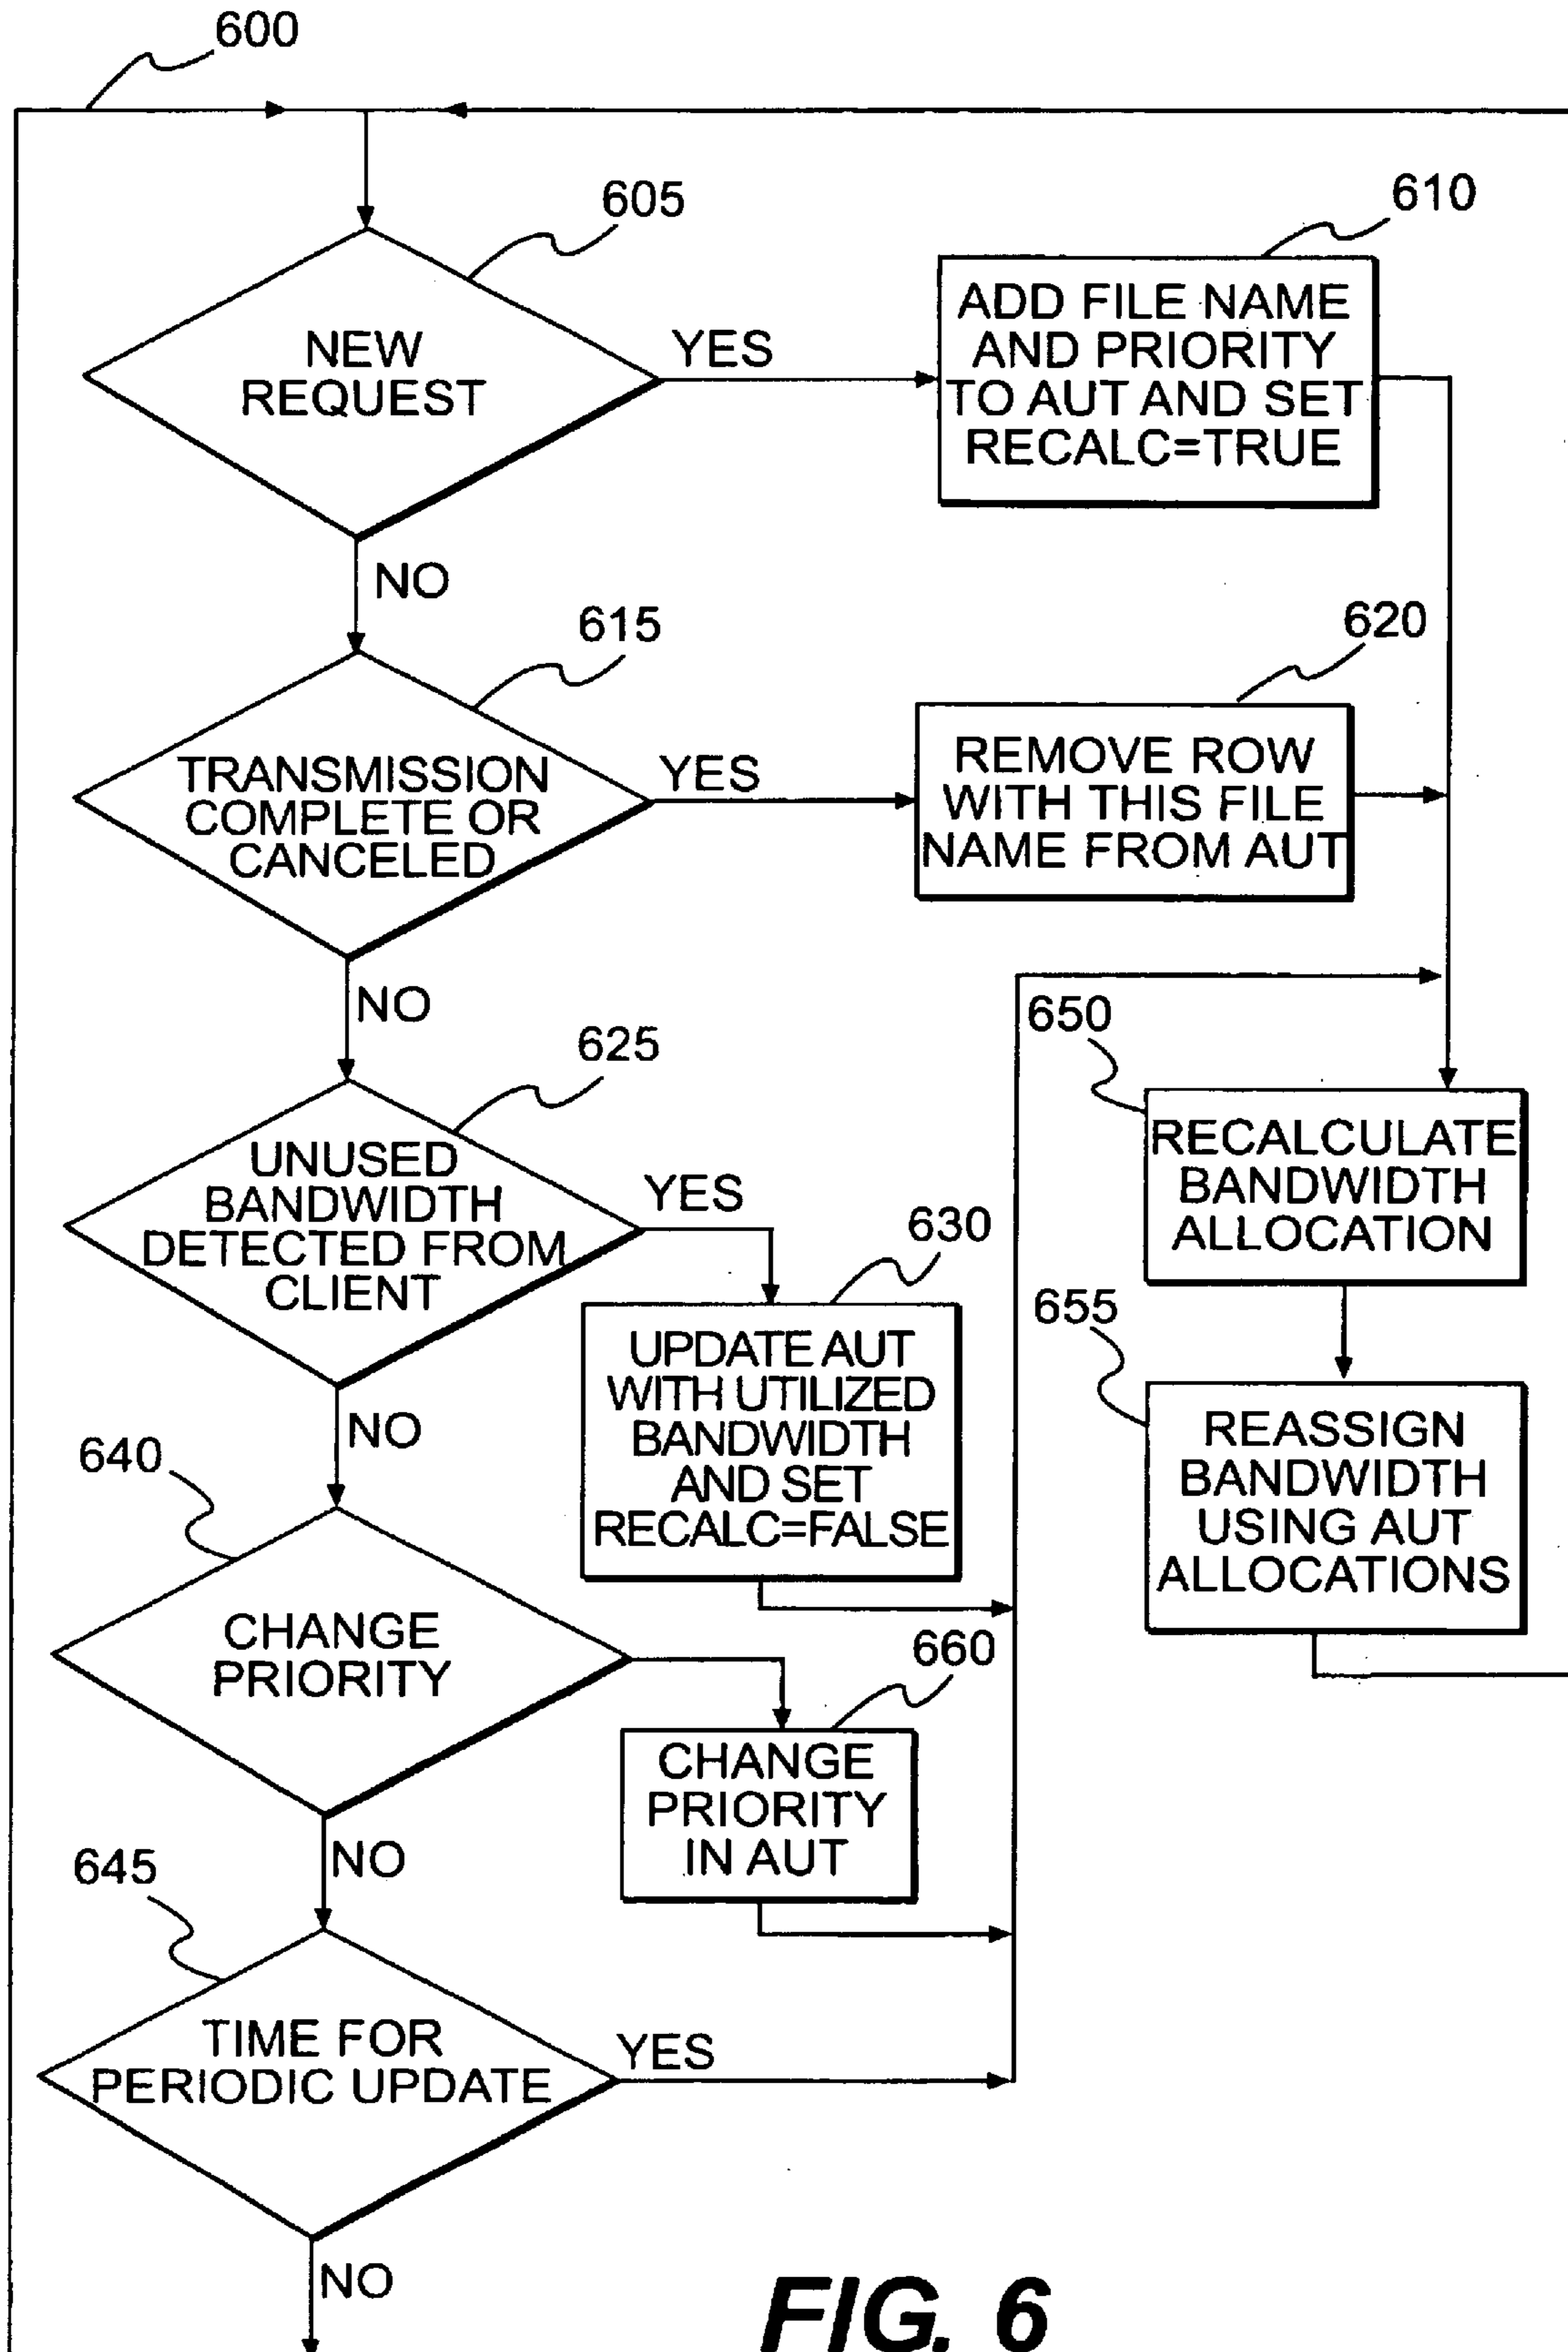 600
605
NEW
REQUEST
YES
610
ADD FILE NAME
AND PRIORITY
TO AUT AND SET
RECALC=TRUE
NO
615
TRANSMISSION
COMPLETE OR
CANCELED
YES
620
REMOVE ROW
WITH THIS FILE
NAME FROM AUT
NO
625
UNUSED
BANDWIDTH
DETECTED FROM
CLIENT
YES
630
UPDATE AUT
WITH UTILIZED
BANDWIDTH
AND SET
RECALC=FALSE
650
RECALCULATE
BANDWIDTH
ALLOCATION
655
REASSIGN
BANDWIDTH
USING AUT
ALLOCATIONS
NO
640
CHANGE
PRIORITY
660
CHANGE
PRIORITY
IN AUT
NO
645
TIME FOR
PERIODIC UPDATE
YES
NO
FIG. 6